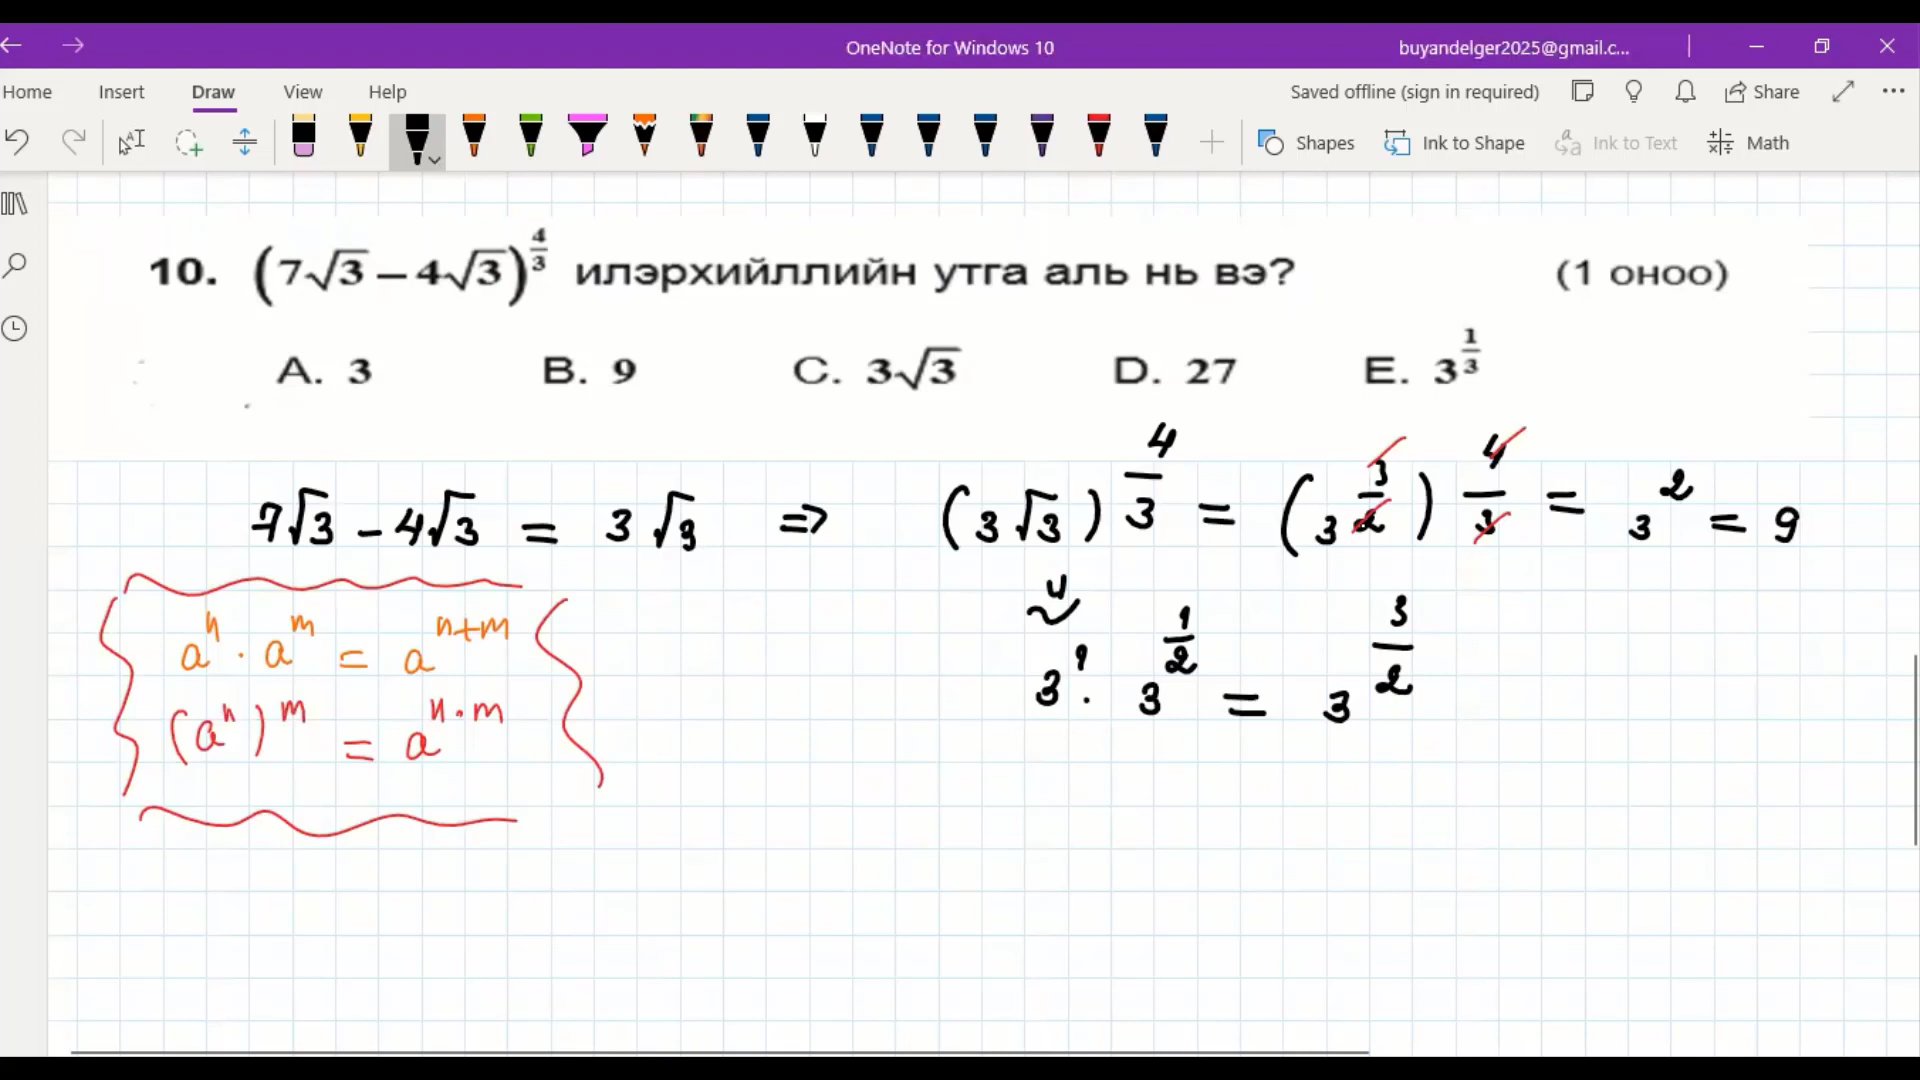 OneNote for Windows 10
buyandelger2025@gmail.c...
Home Insert Draw View Help
Saved offline (sign in required) Share
Shapes Ink to Shape Ink to Text Math
10. (7√3 − 4√3)^(4/3) илэрхийллийн утга аль нь вэ? (1 оноо)
A. 3 B. 9 C. 3√3 D. 27 E. 3^(1/3)
7√3 − 4√3 = 3√3 ⇒ (3√3)^(4/3) = (3^(3/2))^(4/3) = 3^2 = 9
3^1 · 3^(1/2) = 3^(3/2)
a^n · a^m = a^(n+m)
(a^n)^m = a^(n·m)